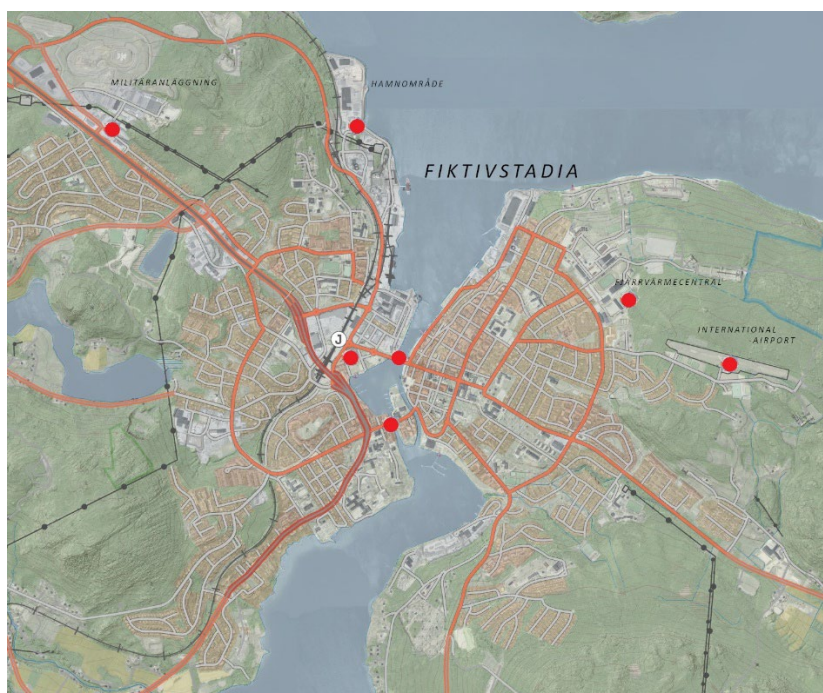 MILITÄRANLÄGGNING
HAMNOMRÅDE
FIKTIVSTADIA
FJÄRRVÄRMECENTRAL
INTERNATIONAL
AIRPORT
J